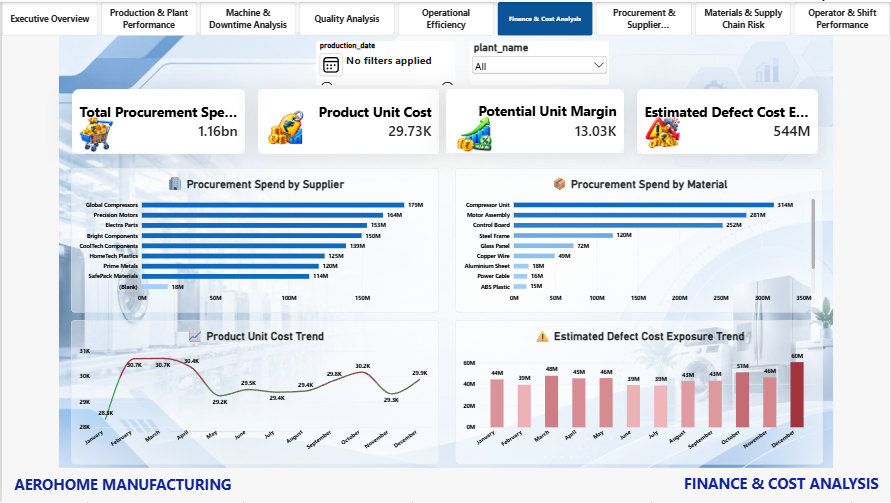 Executive Overview
Production & Plant
Performance
Machine &
Downtime Analysis
Quality Analysis
Operational
Efficiency
Finance & Cost Analysis
Procurement &
Supplier...
Materials & Supply
Chain Risk
Operator & Shift
Performance
production_date
No filters applied
plant_name
All
Total Procurement Spe...
1.16bn
Product Unit Cost
29.73K
Potential Unit Margin
13.03K
Estimated Defect Cost E...
544M
Procurement Spend by Supplier
Global Compressors 179M
Precision Motors 164M
Electra Parts 153M
Bright Components 150M
CoolTech Components 139M
HomeTech Plastics 125M
Prime Metals 120M
SafePack Materials 114M
(Blank) 18M
0M 50M 100M 150M
Procurement Spend by Material
Compressor Unit 314M
Motor Assembly 281M
Control Board 252M
Steel Frame 120M
Glass Panel 72M
Copper Wire 49M
Aluminium Sheet 18M
Power Cable 16M
ABS Plastic 15M
0M 50M 100M 150M 200M 250M 300M 350M
Product Unit Cost Trend
31K
30K
29K
28K
28.3K 30.7K 30.7K 30.4K 29.2K 29.5K 29.4K 29.4K 29.8K 30.2K 29.3K 29.9K
January February March April May June July August September October November December
Estimated Defect Cost Exposure Trend
60M
40M
20M
0M
44M 39M 48M 45M 46M 39M 39M 43M 43M 51M 46M 60M
January February March April May June July August September October November December
AEROHOME MANUFACTURING
FINANCE & COST ANALYSIS